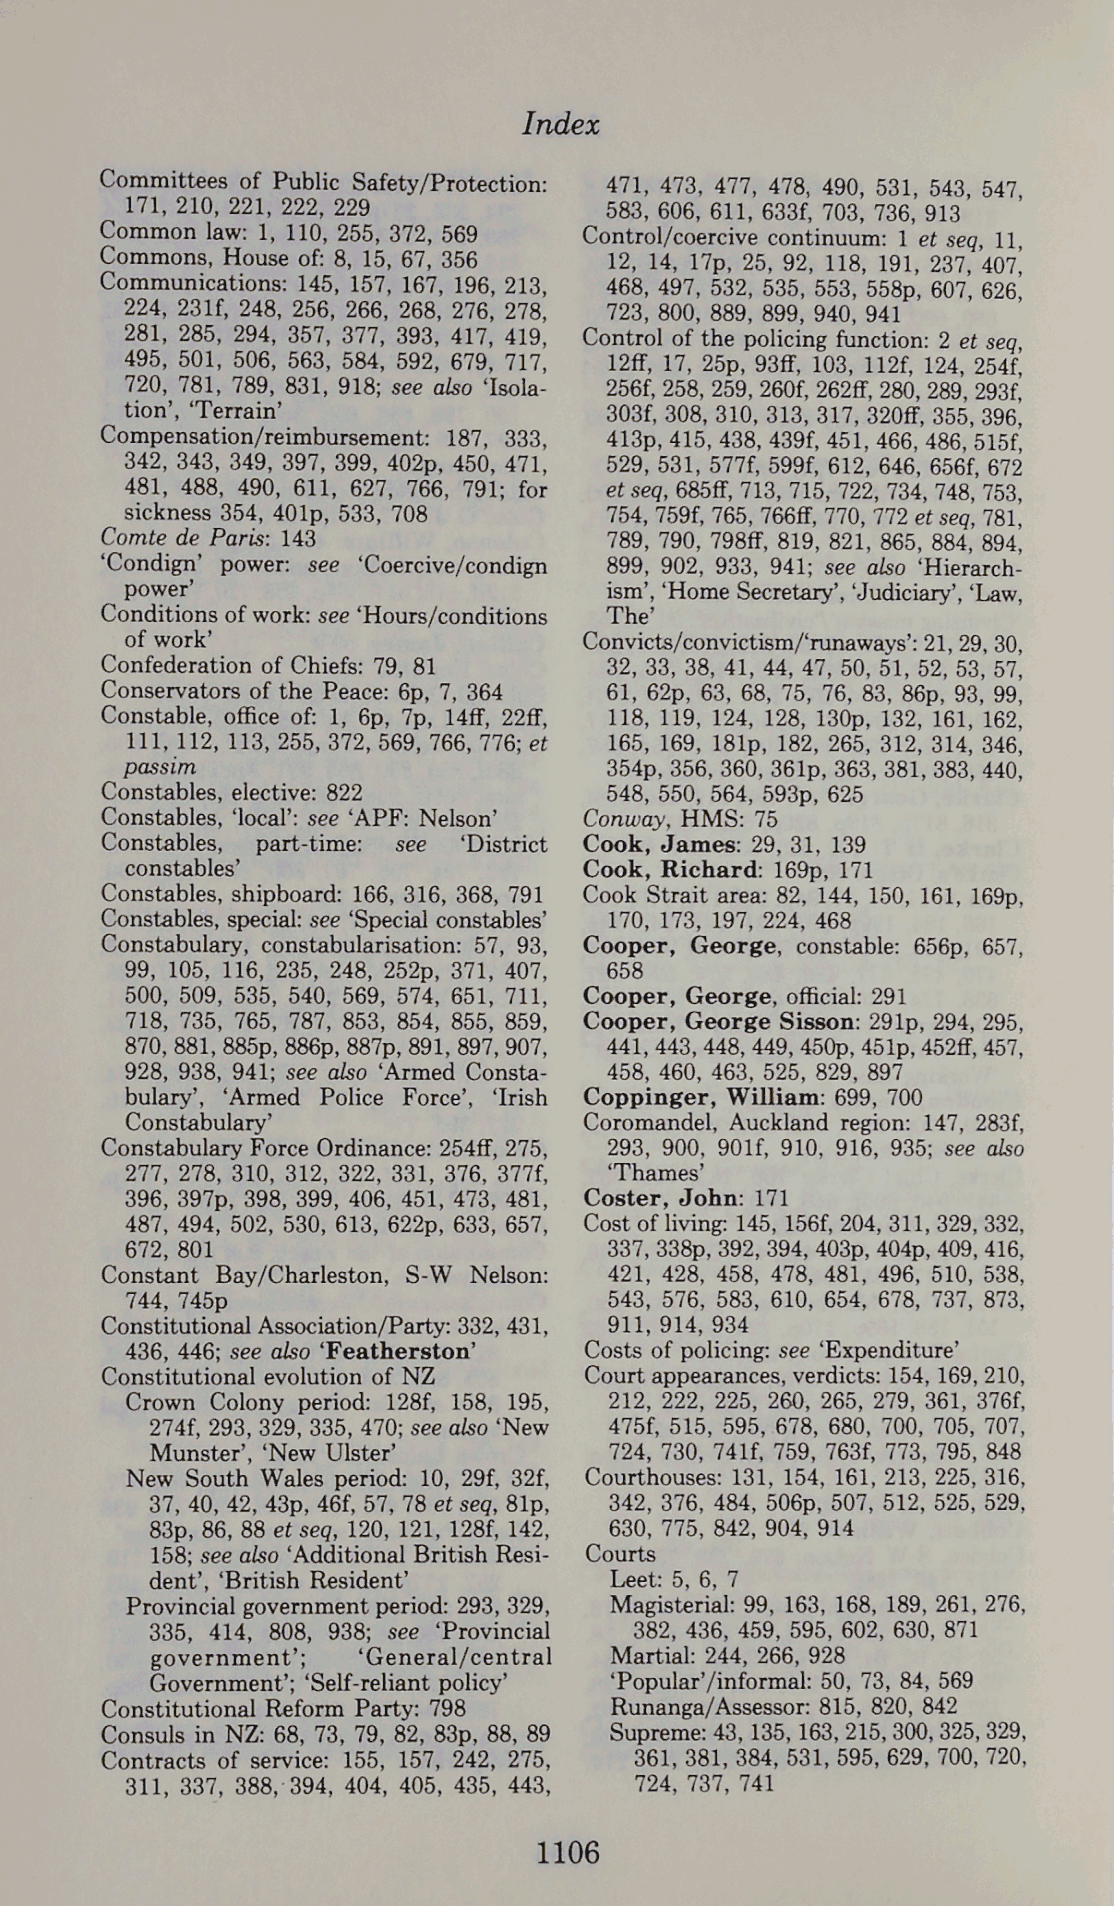 Index
Committees of Public Safety/Protection:
171, 210, 221, 222, 229
Common law: 1, 110, 255, 372, 569
Commons, House of: 8, 15, 67, 356
Communications: 145, 157, 167, 196, 213,
224, 231f, 248, 256, 266, 268, 276, 278,
281, 285, 294, 357, 377, 393, 417, 419,
495, 501, 506, 563, 584, 592, 679, 717,
720, 781, 789, 831, 918; see also ‘Isola-
tion’, ‘Terrain’
Compensation/reimbursement: 187, 333,
342, 343, 349, 397, 399, 402p, 450, 471,
481, 488, 490, 611, 627, 766, 791; for
sickness 354, 401p, 533, 708
Comte de Paris: 143
‘Condign’ power: see ‘Coercive/condign
power’
Conditions of work: see ‘Hours/conditions
of work’
Confederation of Chiefs: 79, 81
Conservators of the Peace: 6p, 7, 364
Constable, office of: 1, 6p, 7p, 14ff, 22ff,
111, 112, 113, 255, 372, 569, 766, 776; et
passim
Constables, elective: 822
Constables, ‘local’: see ‘APF: Nelson’
Constables, part-time: see ‘District
constables’
Constables, shipboard: 166, 316, 368, 791
Constables, special: see ‘Special constables’
Constabulary, constabularisation: 57, 93,
99, 105, 116, 235, 248, 252p, 371, 407,
500, 509, 535, 540, 569, 574, 651, 711,
718, 735, 765, 787, 853, 854, 855, 859,
870, 881, 885p, 886p, 887p, 891, 897, 907,
928, 938, 941; see also ‘Armed Consta-
bulary’, ‘Armed Police Force’, ‘Irish
Constabulary’
Constabulary Force Ordinance: 254ff, 275,
277, 278, 310, 312, 322, 331, 376, 377f,
396, 397p, 398, 399, 406, 451, 473, 481,
487, 494, 502, 530, 613, 622p, 633, 657,
672, 801
Constant Bay/Charleston, S-W Nelson:
744, 745p
Constitutional Association/Party: 332, 431,
436, 446; see also ‘Featherston’
Constitutional evolution of NZ
Crown Colony period: 128f, 158, 195,
274f, 293, 329, 335, 470; see also ‘New
Munster’, ‘New Ulster’
New South Wales period: 10, 29f, 32f,
37, 40, 42, 43p, 46f, 57, 78 et seq, 81p,
83p, 86, 88 et seq, 120, 121, 128f, 142,
158; see also ‘Additional British Resi-
dent’, ‘British Resident’
Provincial government period: 293, 329,
335, 414, 808, 938; see ‘Provincial
government’; ‘General/central
Government’; ‘Self-reliant policy’
Constitutional Reform Party: 798
Consuls in NZ: 68, 73, 79, 82, 83p, 88, 89
Contracts of service: 155, 157, 242, 275,
311, 337, 388, 394, 404, 405, 435, 443,
471, 473, 477, 478, 490, 531, 543, 547,
583, 606, 611, 633f, 703, 736, 913
Control/coercive continuum: 1 et seq, 11,
12, 14, 17p, 25, 92, 118, 191, 237, 407,
468, 497, 532, 535, 553, 558p, 607, 626,
723, 800, 889, 899, 940, 941
Control of the policing function: 2 et seq,
12ff, 17, 25p, 93ff, 103, 112f, 124, 254f,
256f, 258, 259, 260f, 262ff, 280, 289, 293f,
303f, 308, 310, 313, 317, 320ff, 355, 396,
413p, 415, 438, 439f, 451, 466, 486, 515f,
529, 531, 577f, 599f, 612, 646, 656f, 672
et seq, 685ff, 713, 715, 722, 734, 748, 753,
754, 759f, 765, 766ff, 770, 772 et seq, 781,
789, 790, 798ff, 819, 821, 865, 884, 894,
899, 902, 933, 941; see also ‘Hierarch-
ism’, ‘Home Secretary’, ‘Judiciary’, ‘Law,
The’
Convicts/convictism/‘runaways’: 21, 29, 30,
32, 33, 38, 41, 44, 47, 50, 51, 52, 53, 57,
61, 62p, 63, 68, 75, 76, 83, 86p, 93, 99,
118, 119, 124, 128, 130p, 132, 161, 162,
165, 169, 181p, 182, 265, 312, 314, 346,
354p, 356, 360, 361p, 363, 381, 383, 440,
548, 550, 564, 593p, 625
Conway, HMS: 75
Cook, James: 29, 31, 139
Cook, Richard: 169p, 171
Cook Strait area: 82, 144, 150, 161, 169p,
170, 173, 197, 224, 468
Cooper, George, constable: 656p, 657,
658
Cooper, George, official: 291
Cooper, George Sisson: 291p, 294, 295,
441, 443, 448, 449, 450p, 451p, 452ff, 457,
458, 460, 463, 525, 829, 897
Coppinger, William: 699, 700
Coromandel, Auckland region: 147, 283f,
293, 900, 901f, 910, 916, 935; see also
‘Thames’
Coster, John: 171
Cost of living: 145, 156f, 204, 311, 329, 332,
337, 338p, 392, 394, 403p, 404p, 409, 416,
421, 428, 458, 478, 481, 496, 510, 538,
543, 576, 583, 610, 654, 678, 737, 873,
911, 914, 934
Costs of policing: see ‘Expenditure’
Court appearances, verdicts: 154, 169, 210,
212, 222, 225, 260, 265, 279, 361, 376f,
475f, 515, 595, 678, 680, 700, 705, 707,
724, 730, 741f, 759, 763f, 773, 795, 848
Courthouses: 131, 154, 161, 213, 225, 316,
342, 376, 484, 506p, 507, 512, 525, 529,
630, 775, 842, 904, 914
Courts
Leet: 5, 6, 7
Magisterial: 99, 163, 168, 189, 261, 276,
382, 436, 459, 595, 602, 630, 871
Martial: 244, 266, 928
‘Popular’/informal: 50, 73, 84, 569
Runanga/Assessor: 815, 820, 842
Supreme: 43, 135, 163, 215, 300, 325, 329,
361, 381, 384, 531, 595, 629, 700, 720,
724, 737, 741
1106